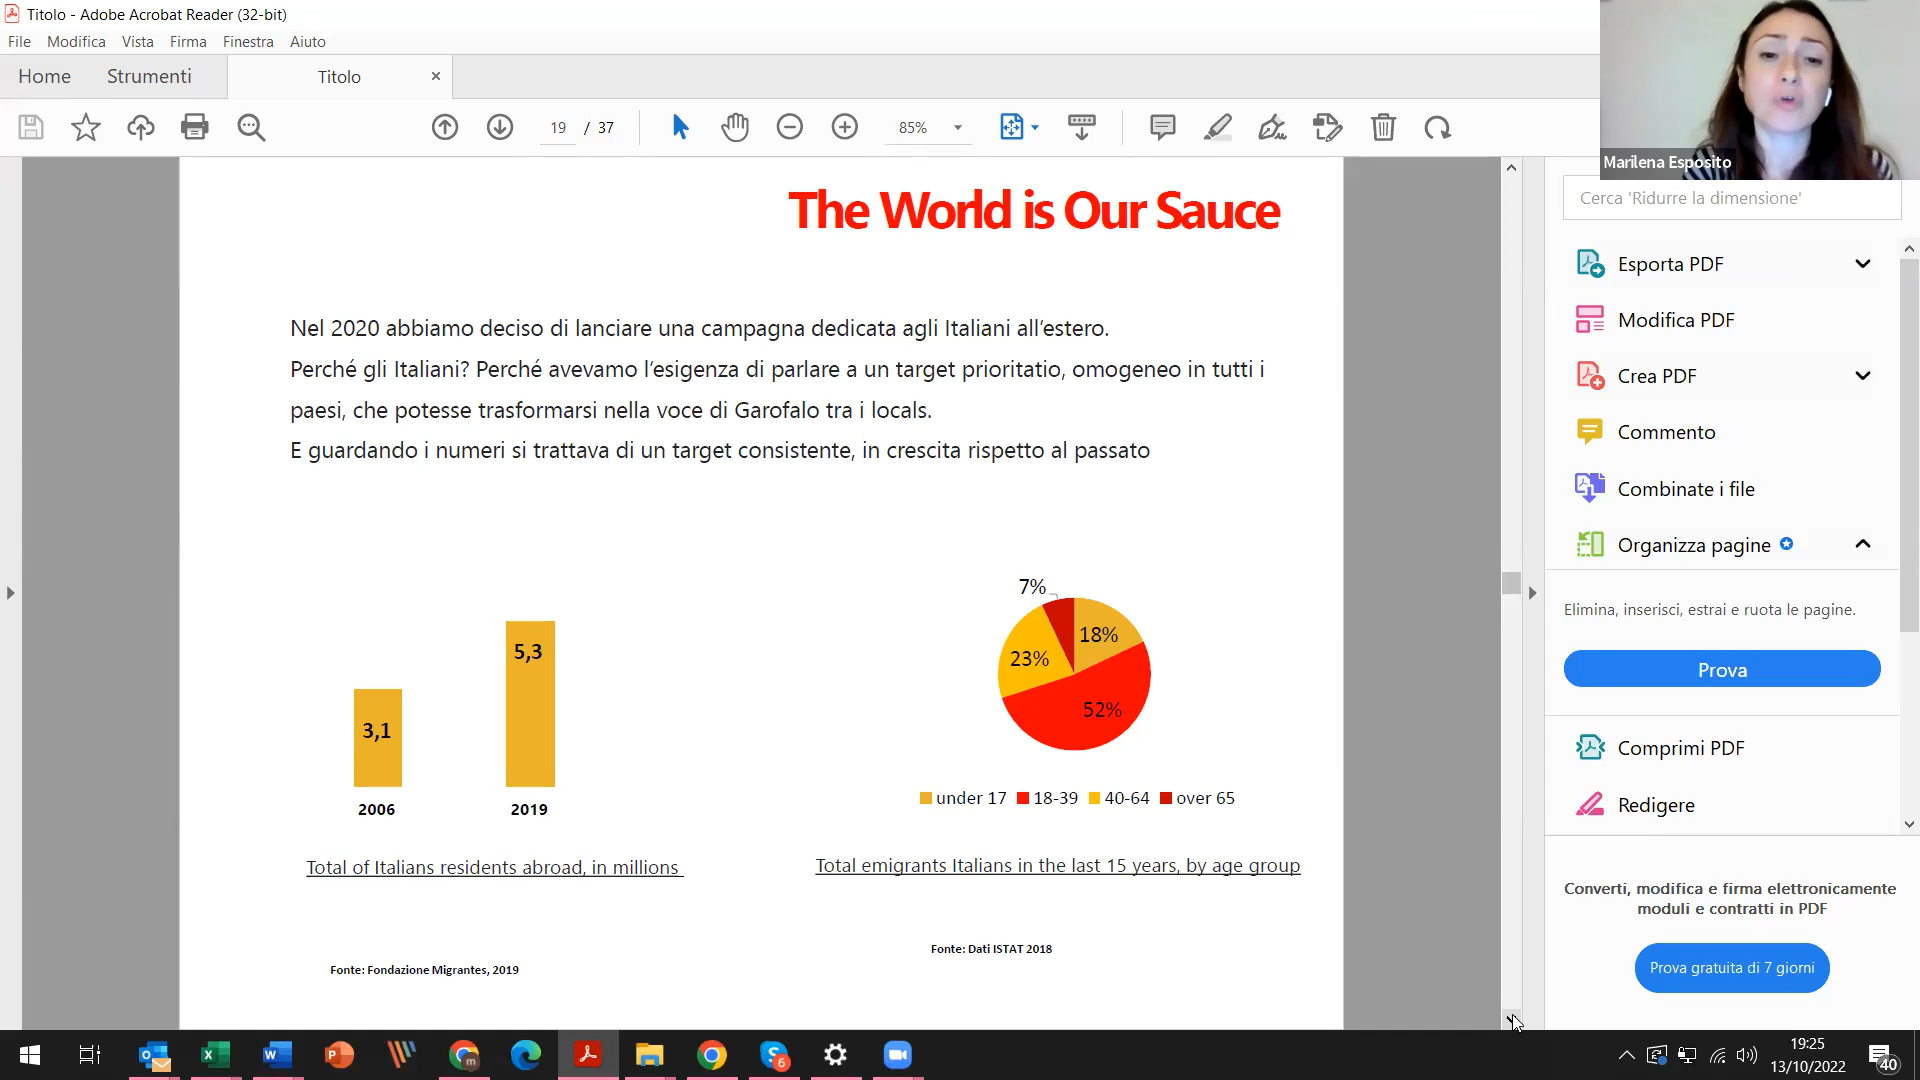 Titolo - Adobe Acrobat Reader (32-bit)
File Modifica Vista Firma Finestra Aiuto
Home Strumenti Titolo ×
19 / 37 85%
Marilena Esposito
The World is Our Sauce
Nel 2020 abbiamo deciso di lanciare una campagna dedicata agli Italiani all'estero.
Perché gli Italiani? Perché avevamo l'esigenza di parlare a un target prioritatio, omogeneo in tutti i
paesi, che potesse trasformarsi nella voce di Garofalo tra i locals.
E guardando i numeri si trattava di un target consistente, in crescita rispetto al passato
3,1
5,3
2006 2019
Total of Italians residents abroad, in millions
Fonte: Fondazione Migrantes, 2019
7%
18%
23%
52%
under 17 18-39 40-64 over 65
Total emigrants Italians in the last 15 years, by age group
Fonte: Dati ISTAT 2018
Cerca 'Ridurre la dimensione'
Esporta PDF
Modifica PDF
Crea PDF
Commento
Combinate i file
Organizza pagine
Elimina, inserisci, estrai e ruota le pagine.
Prova
Comprimi PDF
Redigere
Converti, modifica e firma elettronicamente
moduli e contratti in PDF
Prova gratuita di 7 giorni
6
19:25
13/10/2022
40